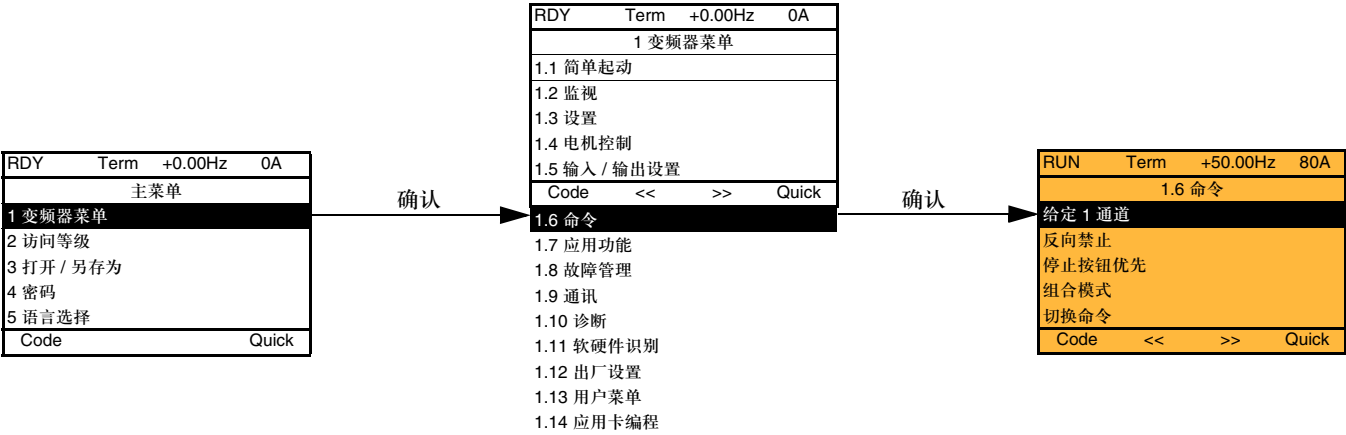 RDY Term +0.00Hz 0A
主菜单
1 变频器菜单
2 访问等级
3 打开 / 另存为
4 密码
5 语言选择
Code Quick
确认
RDY Term +0.00Hz 0A
1 变频器菜单
1.1 简单起动
1.2 监视
1.3 设置
1.4 电机控制
1.5 输入 / 输出设置
Code << >> Quick
1.6 命令
1.7 应用功能
1.8 故障管理
1.9 通讯
1.10 诊断
1.11 软硬件识别
1.12 出厂设置
1.13 用户菜单
1.14 应用卡编程
确认
RUN Term +50.00Hz 80A
1.6 命令
给定 1 通道
反向禁止
停止按钮优先
组合模式
切换命令
Code << >> Quick